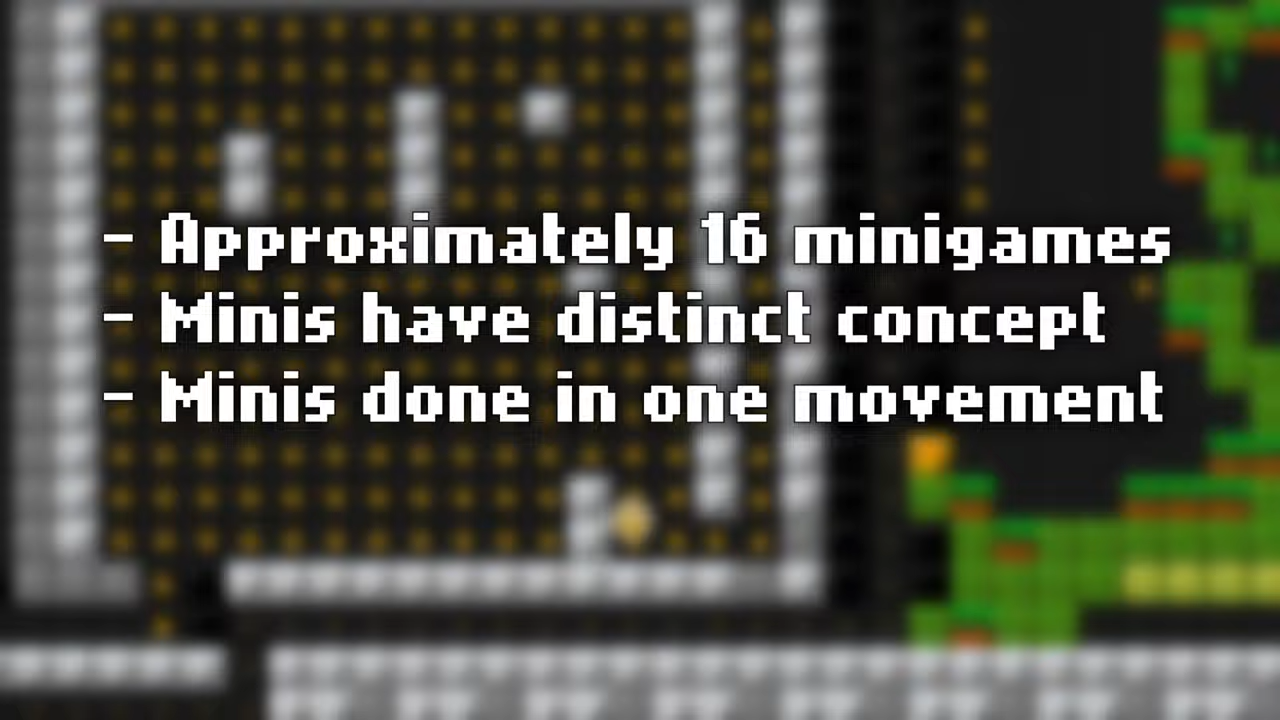 - Approximately 16 minigames
- Minis have distinct concept
- Minis done in one movement